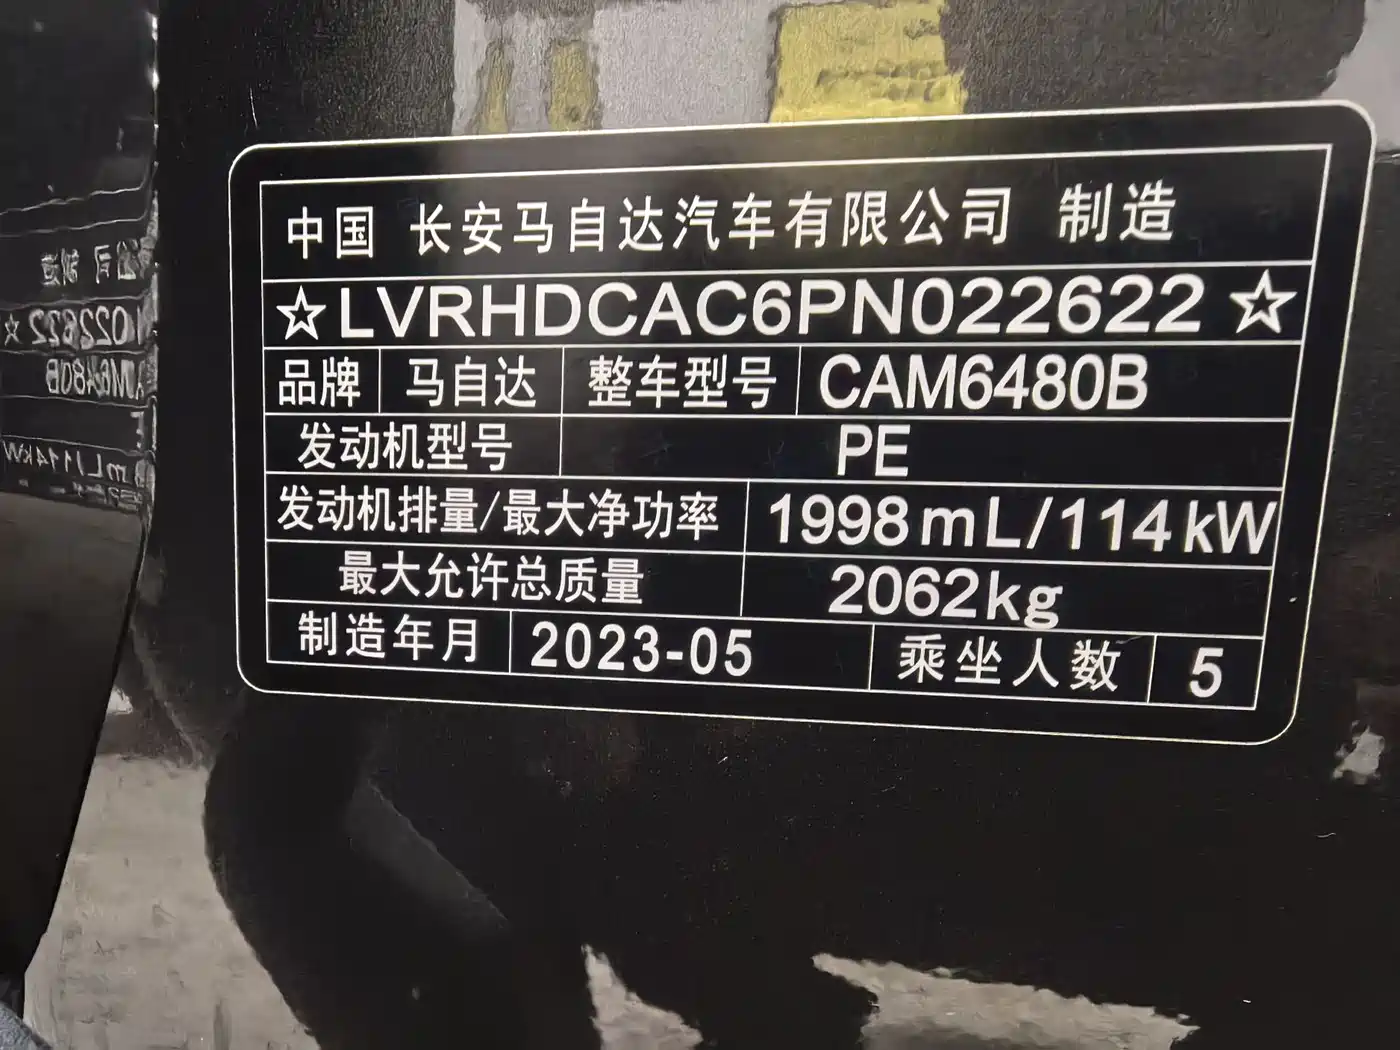 中国 长安马自达汽车有限公司 制造
☆LVRHDCAC6PN022622☆
品牌 马自达 整车型号 CAM6480B
发动机型号 PE
发动机排量/最大净功率 1998mL/114kW
最大允许总质量 2062kg
制造年月 2023-05 乘坐人数 5